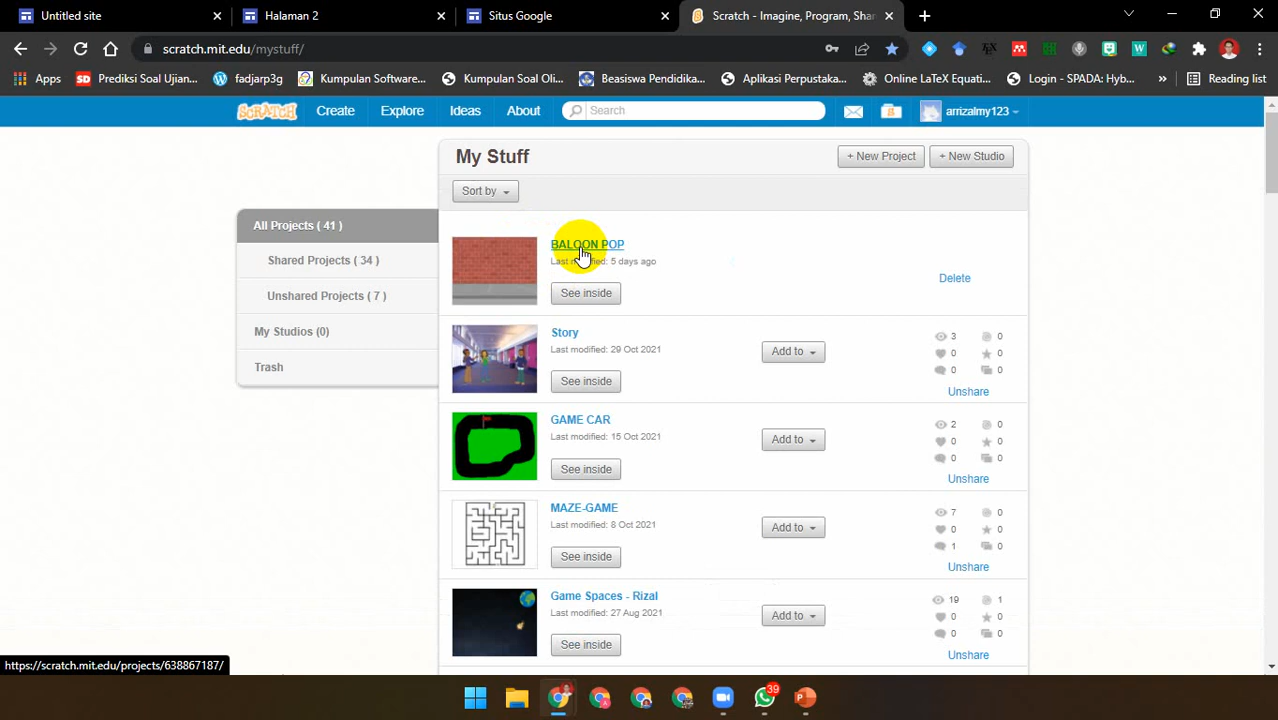 Untitled site
Halaman 2
Situs Google
Scratch - Imagine, Program, Sha
scratch.mit.edu/mystuff/
Apps
Prediksi Soal Ujian...
fadjarp3g
Kumpulan Software...
Kumpulan Soal Oli...
Beasiswa Pendidika...
Aplikasi Perpustaka...
Online LaTeX Equati...
Login - SPADA: Hyb...
»
Reading list
SCRATCH
Create
Explore
Ideas
About
Search
arrizalmy123
My Stuff
+ New Project
+ New Studio
Sort by
All Projects ( 41 )
Shared Projects ( 34 )
Unshared Projects ( 7 )
My Studios (0)
Trash
BALOON POP
Last modified: 5 days ago
See inside
Delete
Story
Last modified: 29 Oct 2021
See inside
Add to
3 0
0 0
0 0
Unshare
GAME CAR
Last modified: 15 Oct 2021
See inside
Add to
2 0
0 0
0 0
Unshare
MAZE-GAME
Last modified: 8 Oct 2021
See inside
Add to
7 0
0 0
1 0
Unshare
Game Spaces - Rizal
Last modified: 27 Aug 2021
See inside
Add to
19 1
0 0
0 0
Unshare
https://scratch.mit.edu/projects/638867187/
39